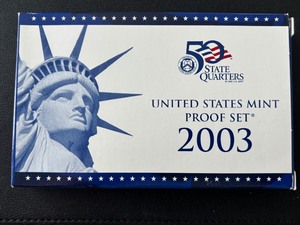 50
STATE
QUARTERS
UNITED STATES MINT
PROOF SET®
2003